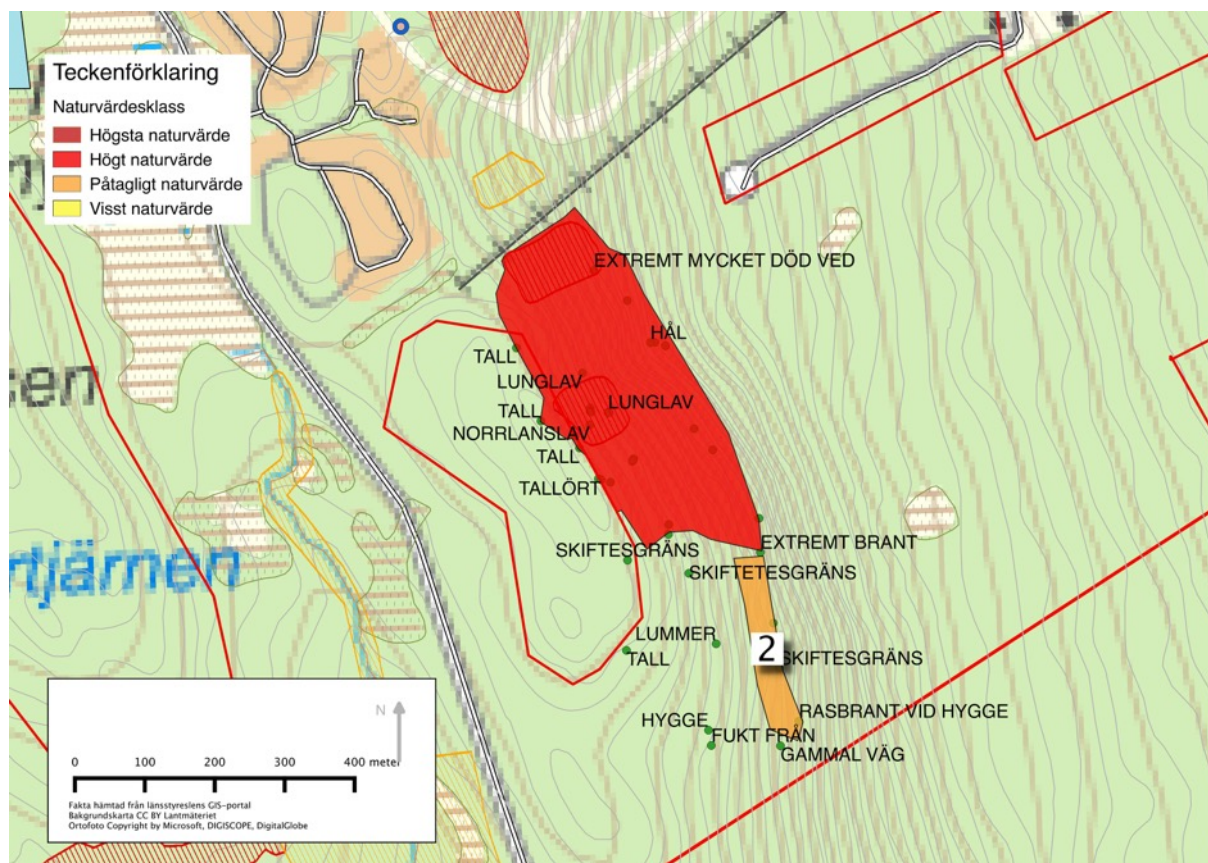 Teckenförklaring
Naturvärdesklass
Högsta naturvärde
Högt naturvärde
Påtagligt naturvärde
Visst naturvärde
EXTREMT MYCKET DÖD VED
HÅL
TALL
LUNGLAV
LUNGLAV
TALL
NORRLANSLAV
TALL
TALLÖRT
sen
tjärnen
SKIFTESGRÄNS
EXTREMT BRANT
SKIFTETESGRÄNS
LUMMER
2
SKIFTESGRÄNS
TALL
RASBRANT VID HYGGE
HYGGE
FUKT FRÅN
GAMMAL VÄG
N
0 100 200 300 400 meter
Fakta hämtad från länsstyreslens GIS-portal
Bakgrundskarta CC BY Lantmäteriet
Ortofoto Copyright by Microsoft, DIGISCOPE, DigitalGlobe